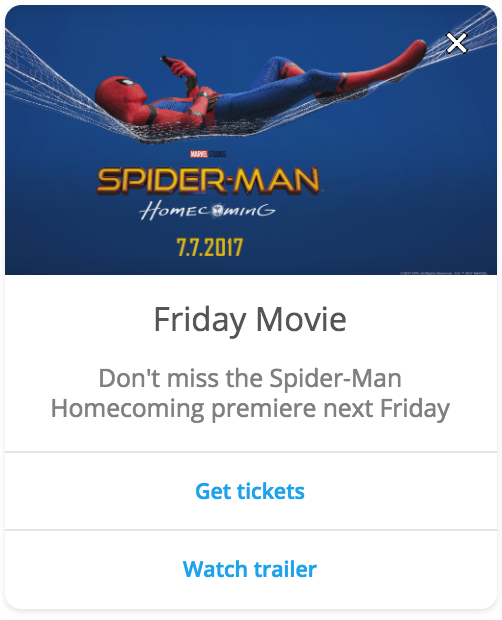 MARVEL STUDIOS
SPIDER-MAN
HOMECOMING
7.7.2017
Friday Movie
Don't miss the Spider-Man
Homecoming premiere next Friday
Get tickets
Watch trailer